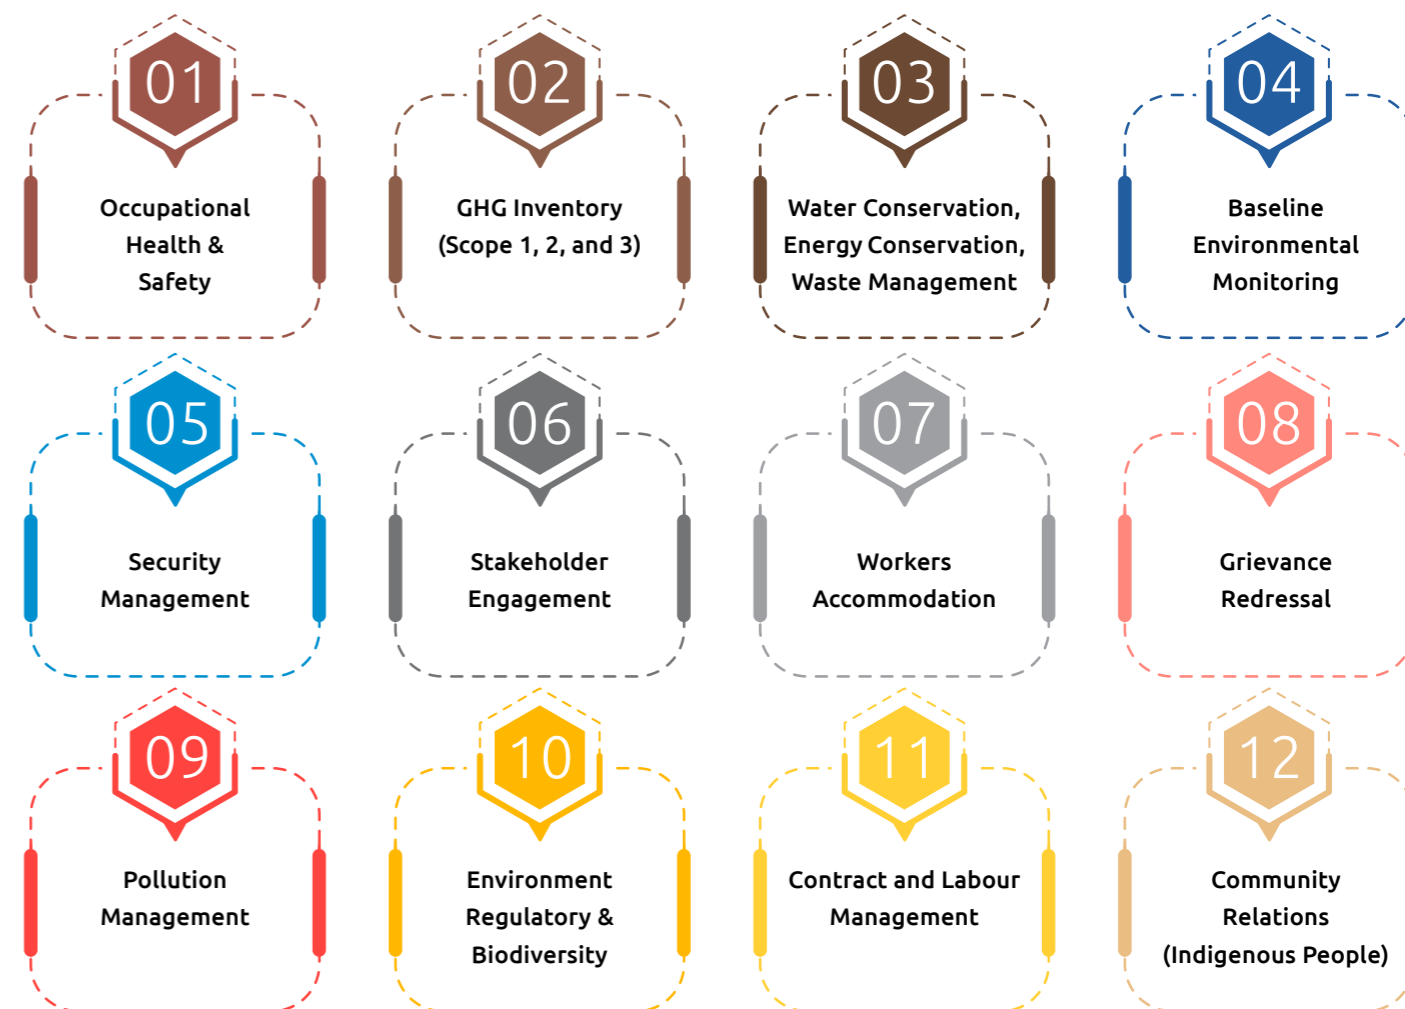 01
Occupational
Health &
Safety
02
GHG Inventory
(Scope 1, 2, and 3)
03
Water Conservation,
Energy Conservation,
Waste Management
04
Baseline
Environmental
Monitoring
05
Security
Management
06
Stakeholder
Engagement
07
Workers
Accommodation
08
Grievance
Redressal
09
Pollution
Management
10
Environment
Regulatory &
Biodiversity
11
Contract and Labour
Management
12
Community
Relations
(Indigenous People)